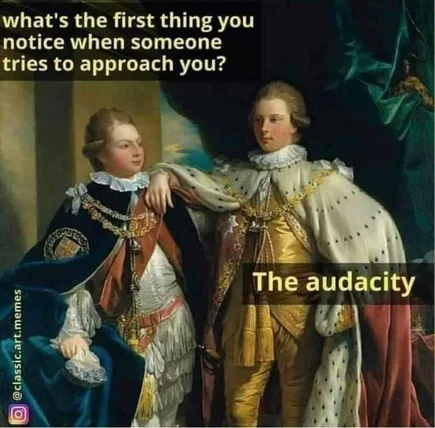 what's the first thing you
notice when someone
tries to approach you?
The audacity
@classic.art.memes